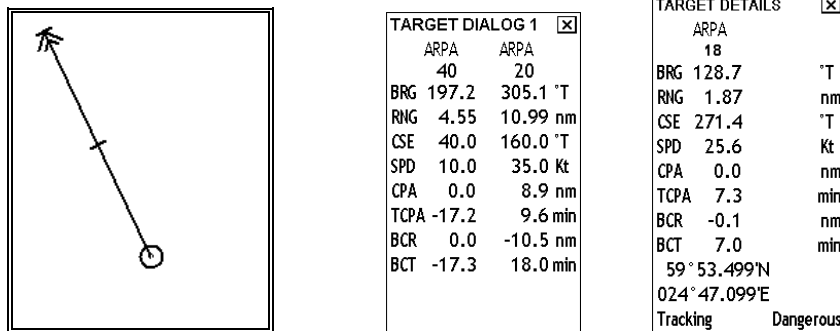 TARGET DIALOG 1
ARPA ARPA
40 20
BRG 197.2 305.1 °T
RNG 4.55 10.99 nm
CSE 40.0 160.0 °T
SPD 10.0 35.0 Kt
CPA 0.0 8.9 nm
TCPA -17.2 9.6 min
BCR 0.0 -10.5 nm
BCT -17.3 18.0 min
TARGET DETAILS
ARPA
18
BRG 128.7 °T
RNG 1.87 nm
CSE 271.4 °T
SPD 25.6 Kt
CPA 0.0 nm
TCPA 7.3 min
BCR -0.1 nm
BCT 7.0 min
59°53.499'N
024°47.099'E
Tracking Dangerous